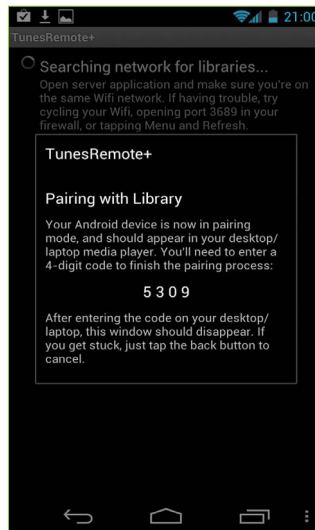 21:00
TunesRemote+
Searching network for libraries...
Open server application and make sure you're on
the same Wifi network. If having trouble, try
cycling your Wifi, opening port 3689 in your
firewall, or tapping Menu and Refresh.
TunesRemote+
Pairing with Library
Your Android device is now in pairing
mode, and should appear in your desktop/
laptop media player. You'll need to enter a
4-digit code to finish the pairing process:
5 3 0 9
After entering the code on your desktop/
laptop, this window should disappear. If
you get stuck, just tap the back button to
cancel.